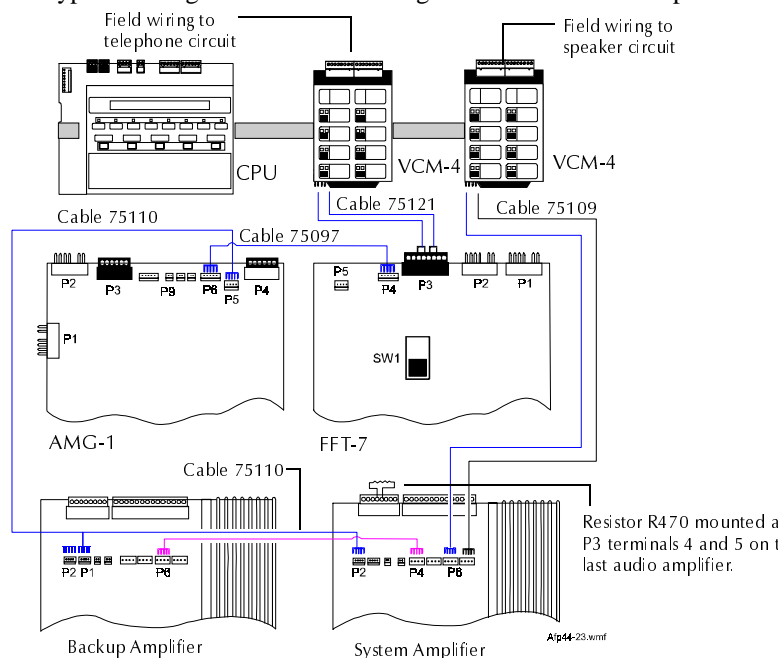 Field wiring to
telephone circuit
Field wiring to
speaker circuit
CPU
VCM-4
VCM-4
Cable 75110
Cable 75121
Cable 75109
Cable 75097
P2
P3
P9
P6
P5
P4
P1
P5
P4
P3
P2
P1
SW1
AMG-1
FFT-7
Cable 75110
Resistor R470 mounted
P3 terminals 4 and 5 on
last audio amplifier.
P2
P1
P6
P2
P4
P6
Backup Amplifier
System Amplifier
Afp44-23.wmf